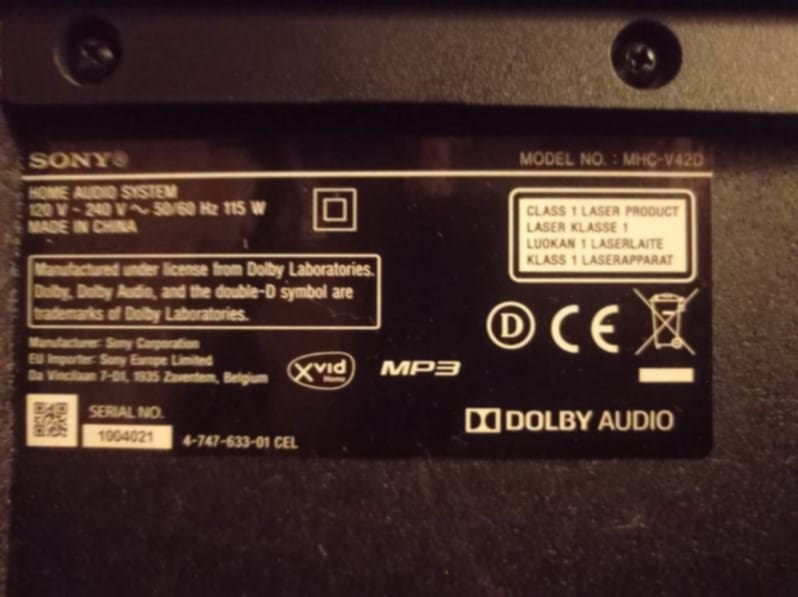 SONY®
MODEL NO. : MHC-V42D
HOME AUDIO SYSTEM
120 V - 240 V ~ 50/60 Hz 115 W
MADE IN CHINA
CLASS 1 LASER PRODUCT
LASER KLASSE 1
LUOKAN 1 LASERLAITE
KLASS 1 LASERAPPARAT
Manufactured under license from Dolby Laboratories.
Dolby, Dolby Audio, and the double-D symbol are
trademarks of Dolby Laboratories.
D CE
Manufacturer: Sony Corporation
EU Importer: Sony Europe Limited
Da Vincilaan 7-D1, 1935 Zaventem, Belgium
Xvid
Home
MP3
SERIAL NO.
1004021
4-747-633-01 CEL
DOLBY AUDIO